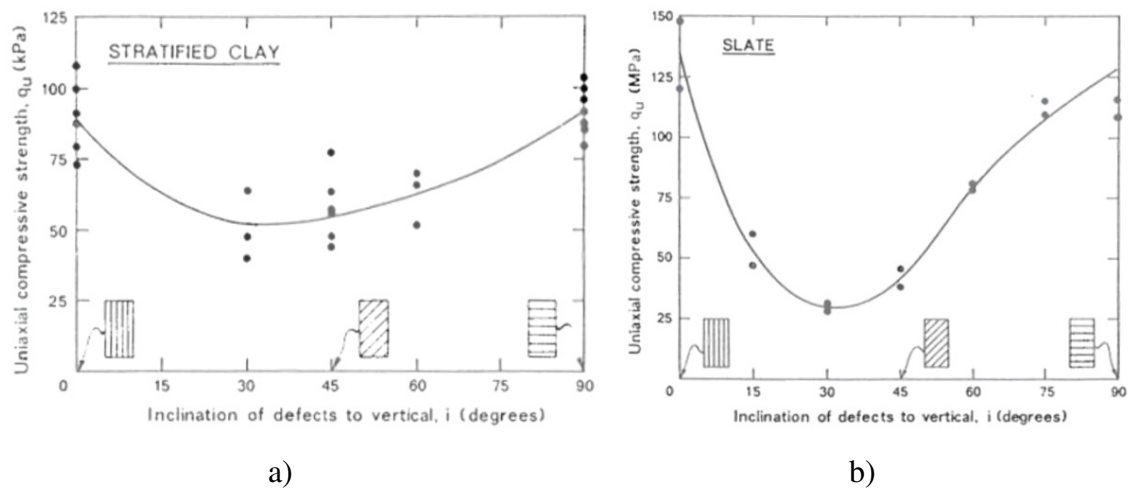 STRATIFIED CLAY
Uniaxial compressive strength, qu (kPa)
125
100
75
50
25
0
0 15 30 45 60 75 90
Inclination of defects to vertical, i (degrees)
a)
SLATE
Uniaxial compressive strength, qu (MPa)
150
125
100
75
50
25
0 15 30 45 60 75 90
Inclination of defects to vertical, i (degrees)
b)